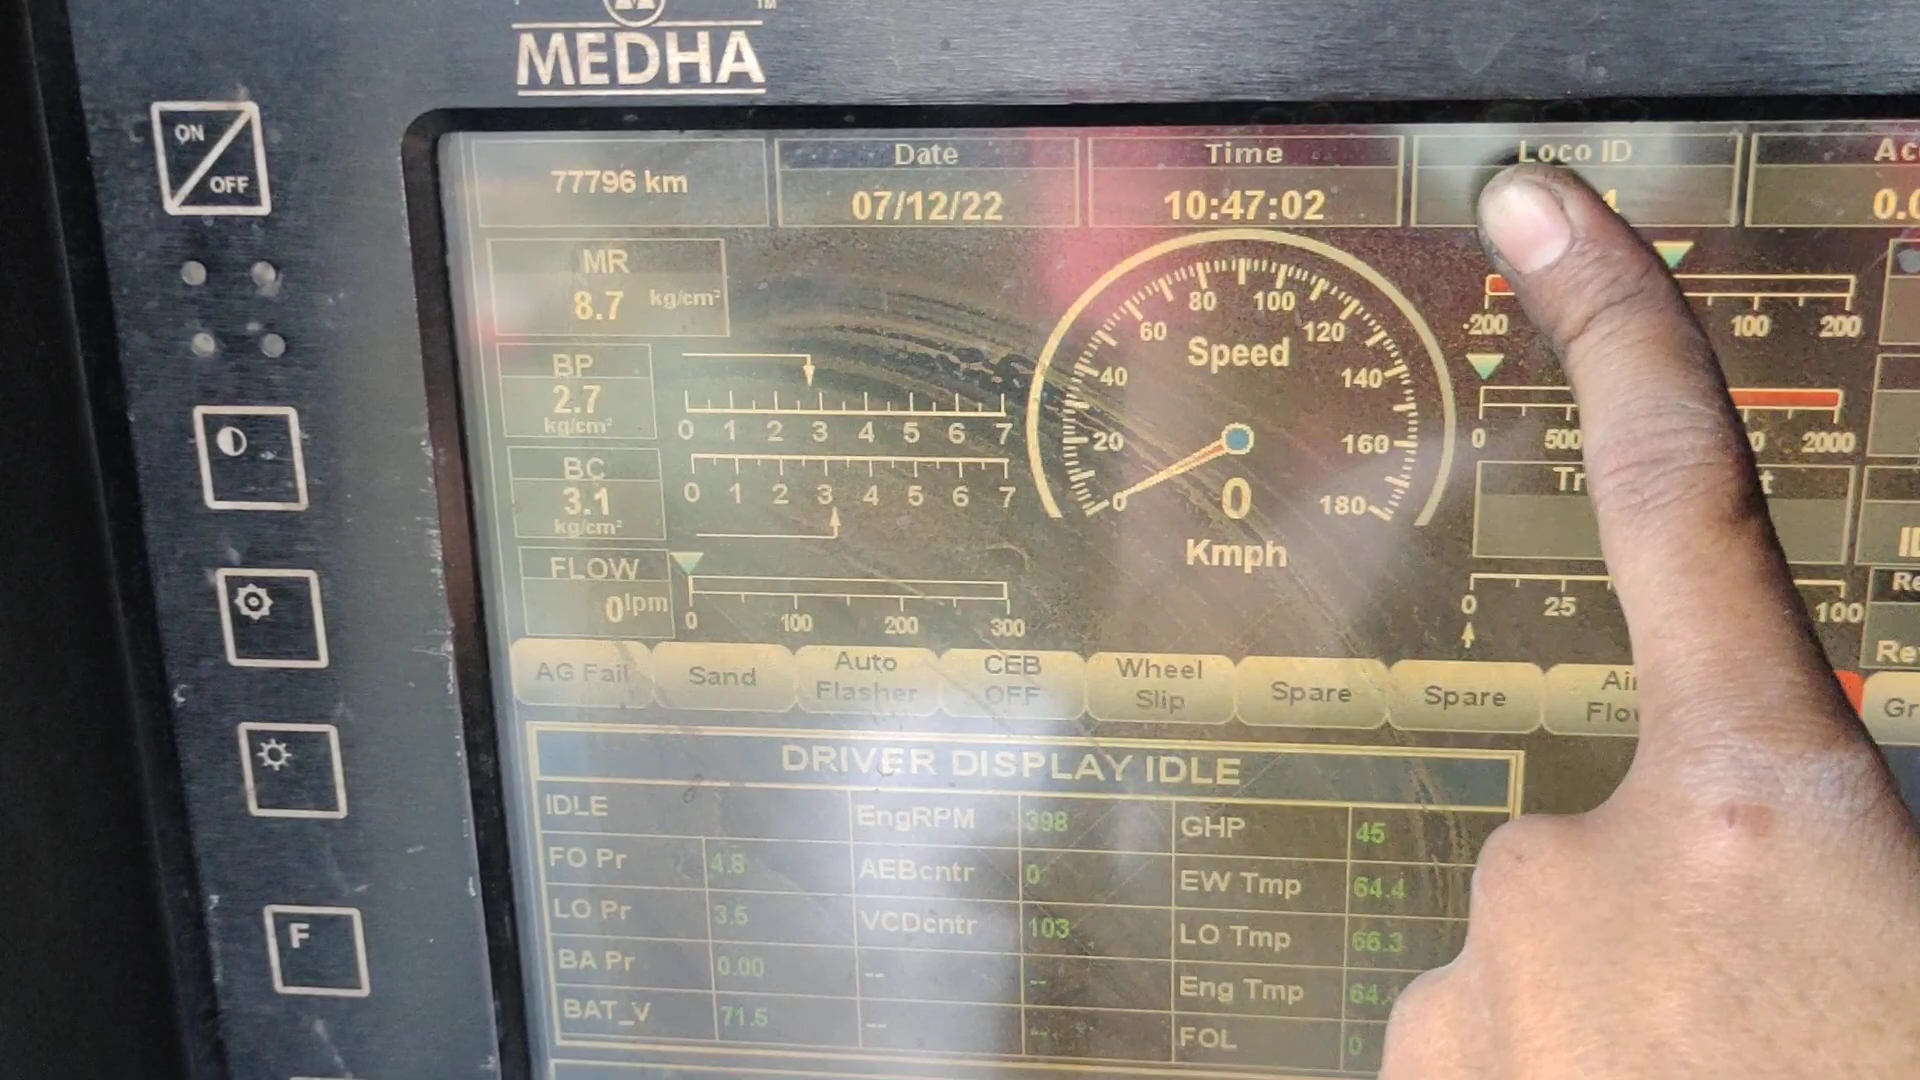 TM
MEDHA
ON
OFF
F
77796 km
Date
07/12/22
Time
10:47:02
Loco ID
1
MR
8.7 kg/cm²
BP
2.7
kg/cm²
0 1 2 3 4 5 6 7
BC
3.1
kg/cm²
0 1 2 3 4 5 6 7
FLOW
0 lpm
0 100 200 300
0 20 40 60 80 100 120 140 160 180
Speed
0
Kmph
-200 100 200
0 500 2000
0 25 100
AG Fail
Sand
Auto Flasher
CEB OFF
Wheel Slip
Spare
Spare
Air
DRIVER DISPLAY IDLE
IDLE EngRPM 398 GHP 45
FO Pr 4.8 AEBcntr 0 EW Tmp 64.4
LO Pr 3.5 VCDcntr 103 LO Tmp 66.3
BA Pr 0.00 -- -- Eng Tmp 64.
BAT_V 71.5 -- -- FOL 0